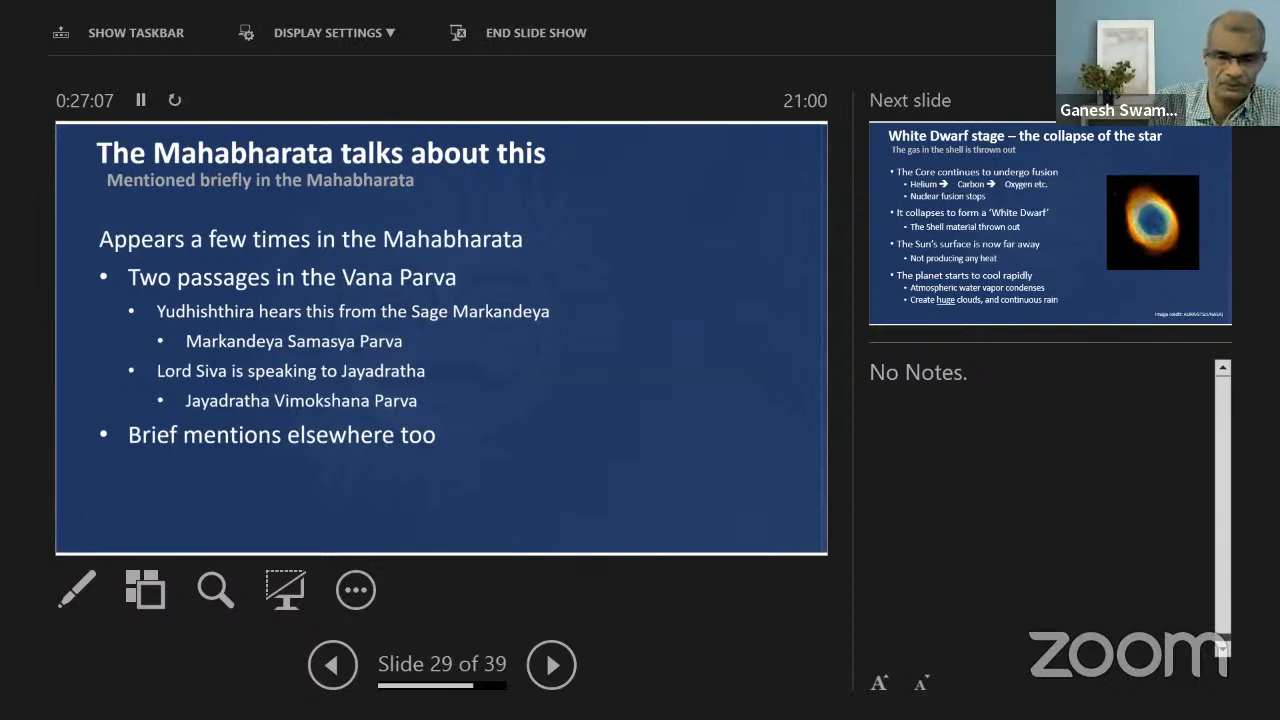 SHOW TASKBAR
DISPLAY SETTINGS ▼
END SLIDE SHOW
Ganesh Swam...
0:27:07
21:00
Next slide
The Mahabharata talks about this
Mentioned briefly in the Mahabharata
Appears a few times in the Mahabharata
• Two passages in the Vana Parva
• Yudhishthira hears this from the Sage Markandeya
• Markandeya Samasya Parva
• Lord Siva is speaking to Jayadratha
• Jayadratha Vimokshana Parva
• Brief mentions elsewhere too
White Dwarf stage – the collapse of the star
The gas in the shell is thrown out
• The Core continues to undergo fusion
• Helium ➔ Carbon ➔ Oxygen etc.
• Nuclear fusion stops
• It collapses to form a ‘White Dwarf’
• The Shell material thrown out
• The Sun’s surface is now far away
• Not producing any heat
• The planet starts to cool rapidly
• Atmospheric water vapor condenses
• Create huge clouds, and continuous rain
Image credit: AURA/STScI/NASA)
No Notes.
Slide 29 of 39
A A
zoom